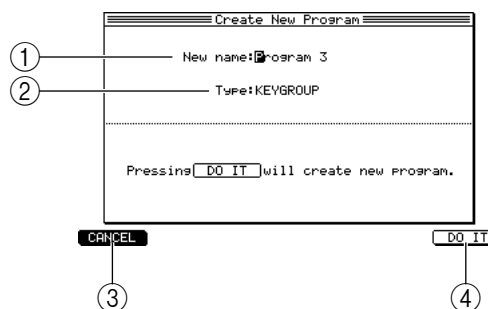 Create New Program
① New name:Program 3
② Type:KEYGROUP
Pressing DO IT will create new program.
CANCEL DO IT
③ ④